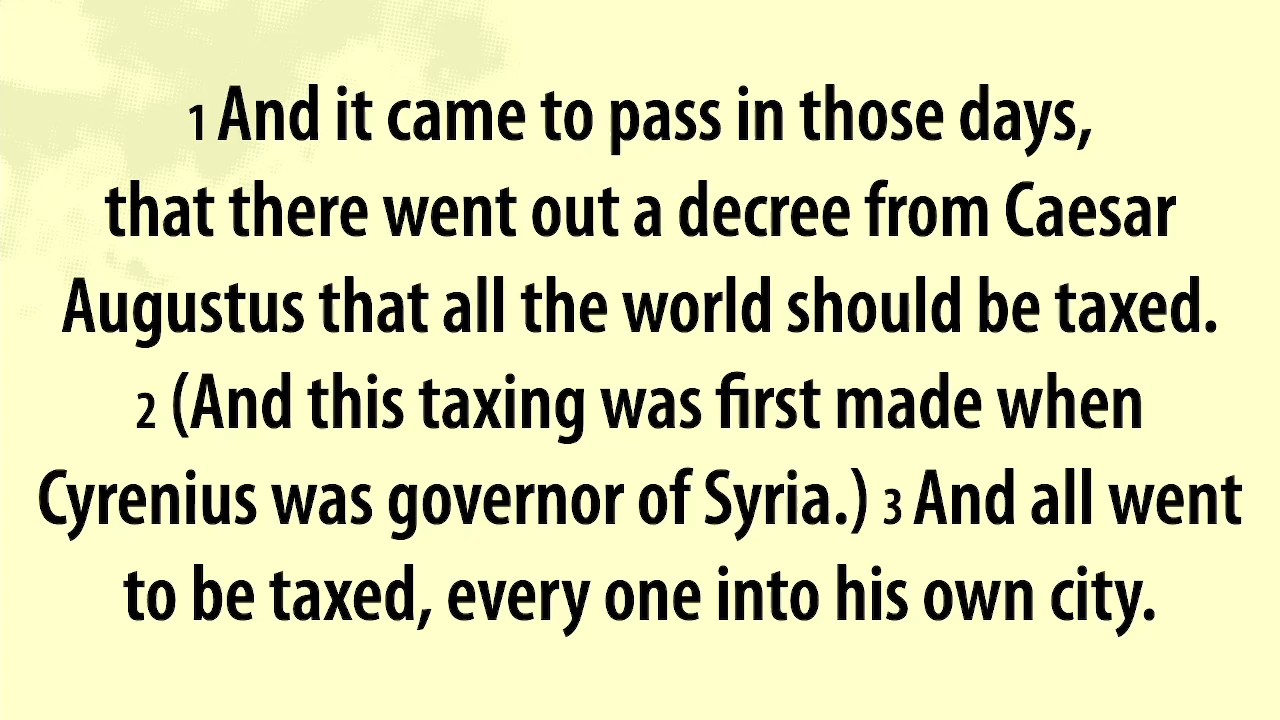 1 And it came to pass in those days,
that there went out a decree from Caesar
Augustus that all the world should be taxed.
2 (And this taxing was first made when
Cyrenius was governor of Syria.) 3 And all went
to be taxed, every one into his own city.